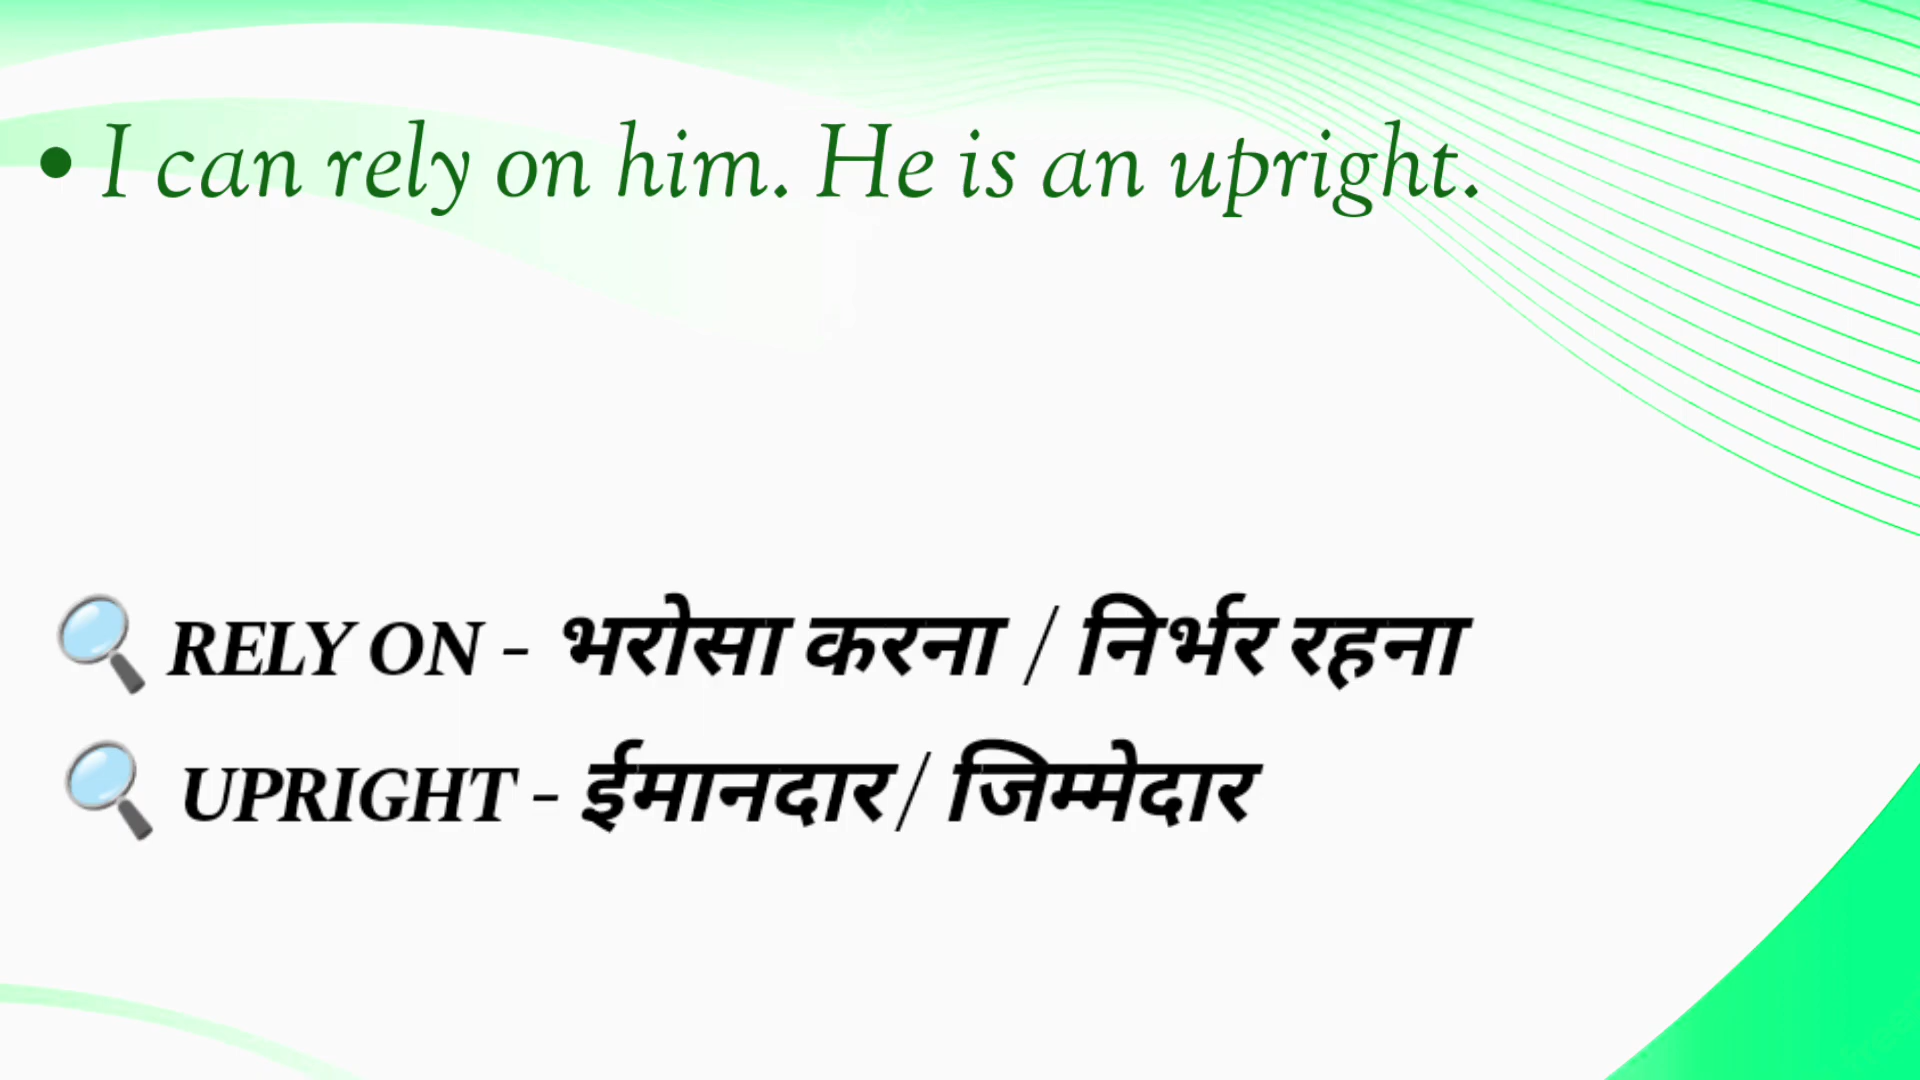 • I can rely on him. He is an upright.
RELY ON - भरोसा करना / निर्भर रहना
UPRIGHT - ईमानदार/ जिम्मेदार